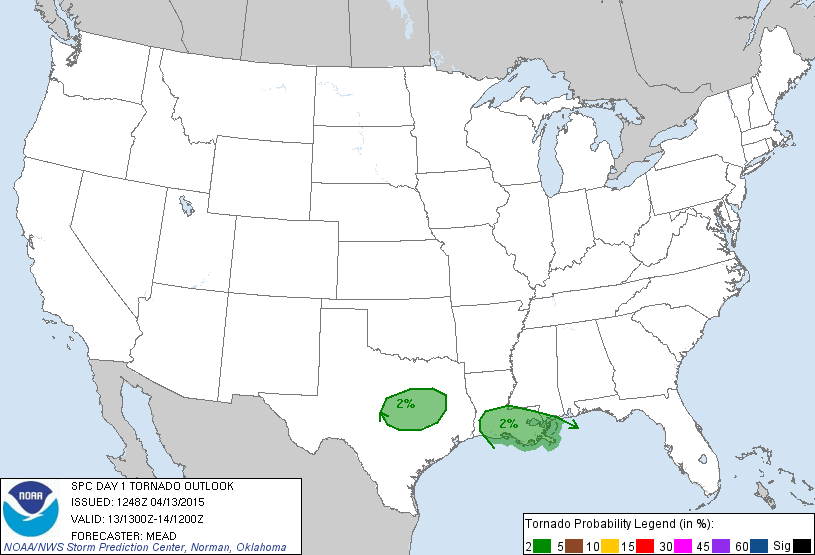 2%
2%
NOAA
SPC DAY 1 TORNADO OUTLOOK
ISSUED: 1248Z 04/13/2015
VALID: 13/1300Z-14/1200Z
FORECASTER: MEAD
NOAA/NWS Storm Prediction Center, Norman, Oklahoma
Tornado Probability Legend (in %):
2 5 10 15 30 45 60 Sig